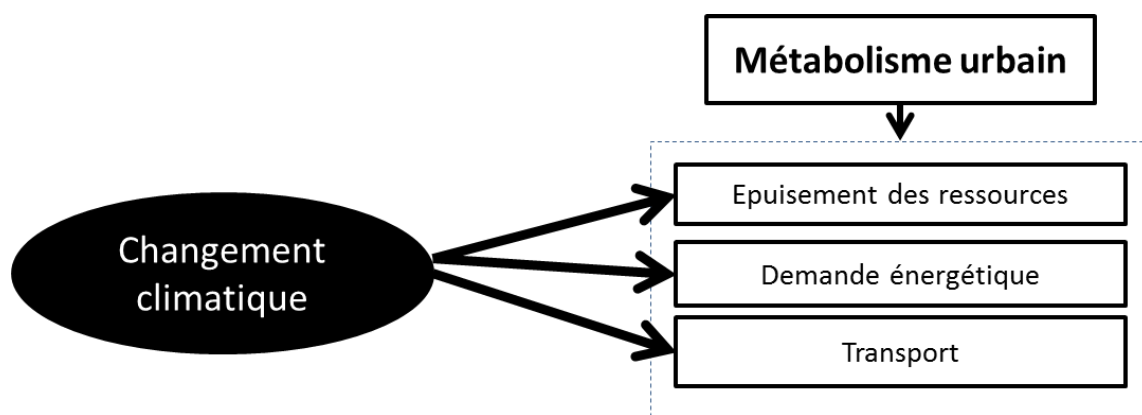 Métabolisme urbain
Epuisement des ressources
Changement
climatique
Demande énergétique
Transport